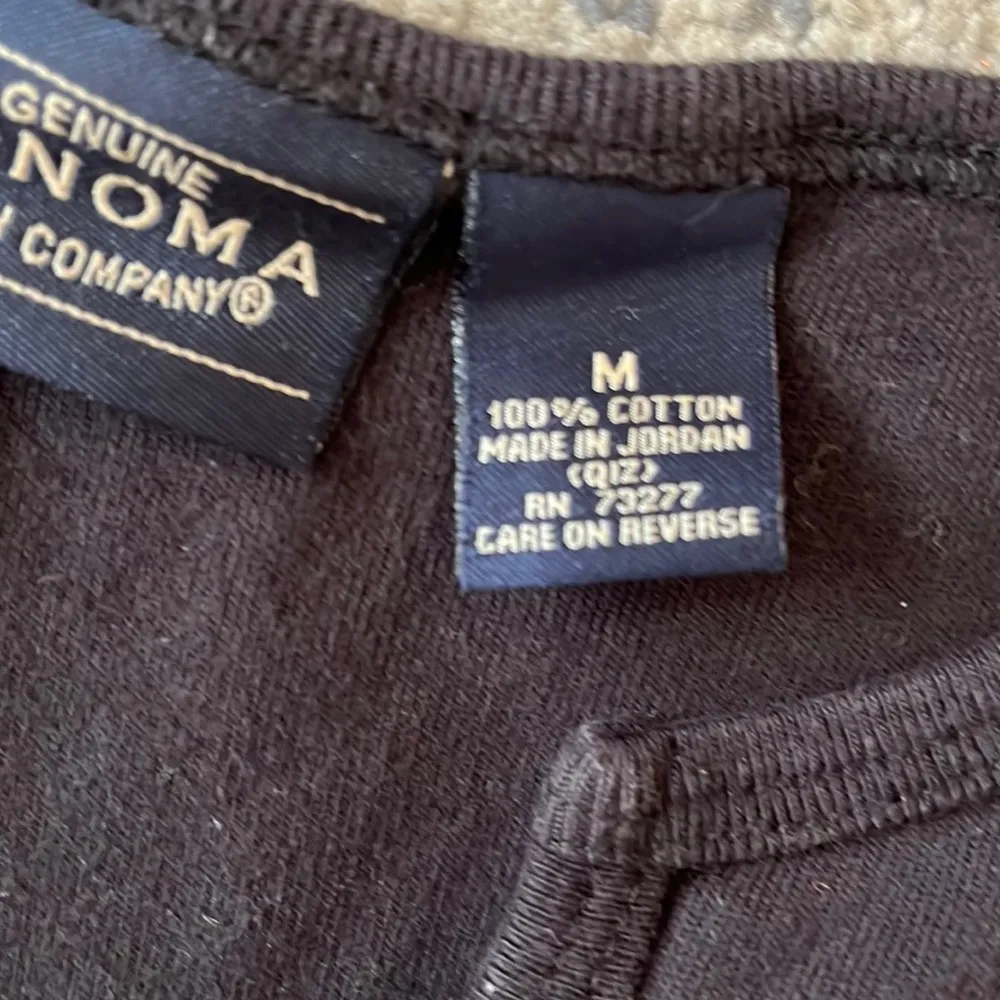 GENUINE
NOMA
COMPANY®
M
100% COTTON
MADE IN JORDAN
(QIZ)
RN 73277
CARE ON REVERSE